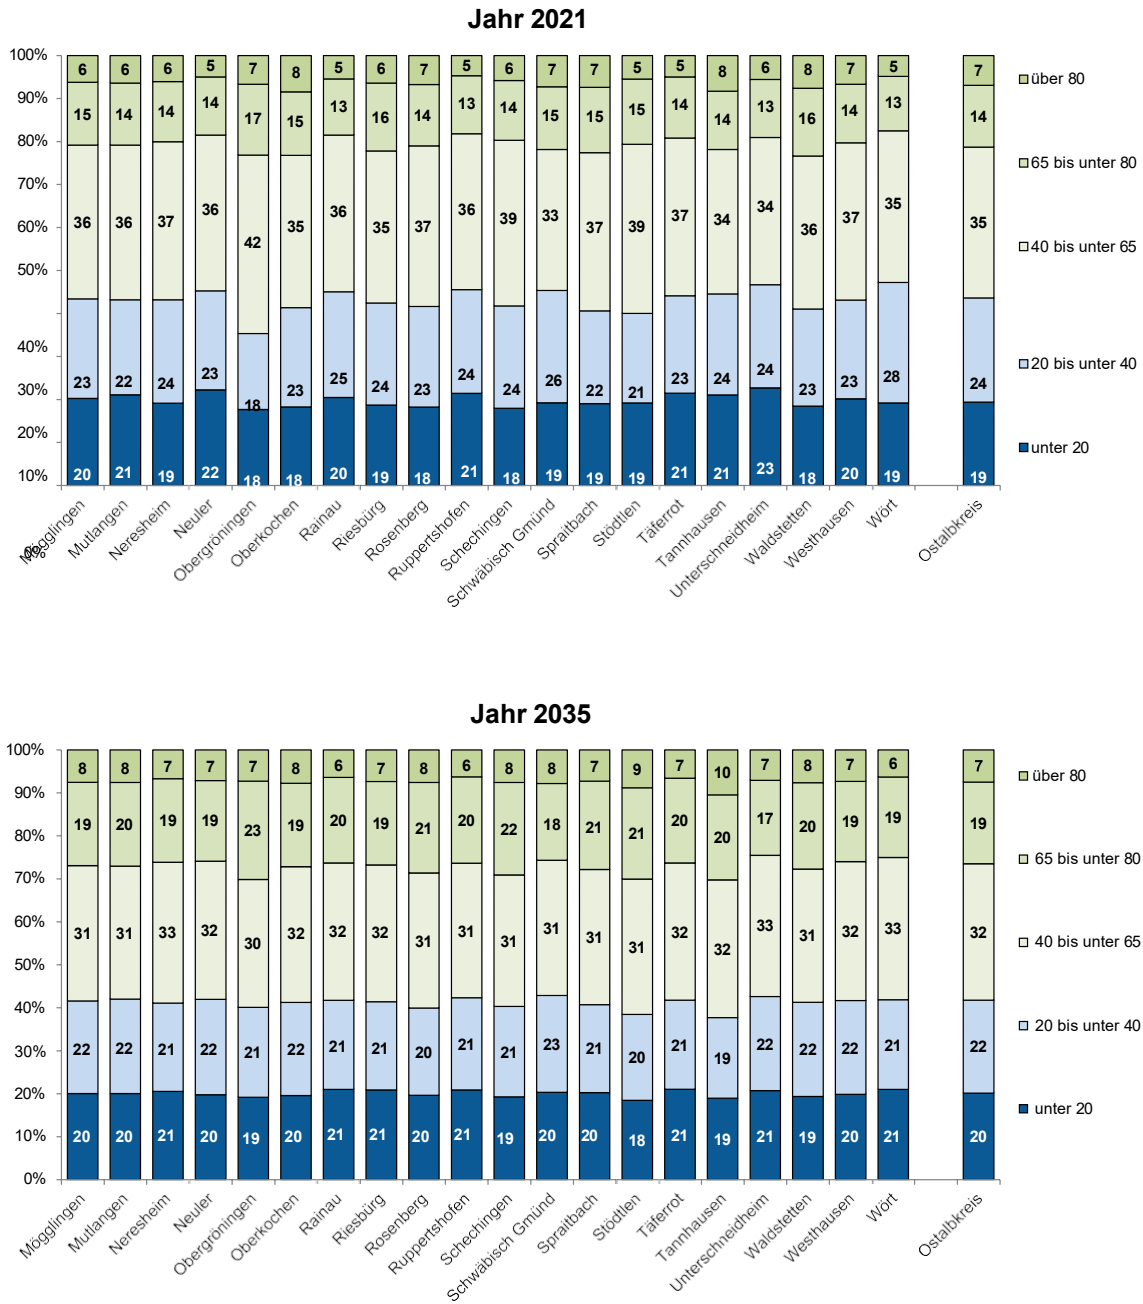 Jahr 2021
100%
90%
80%
70%
60%
50%
40%
30%
20%
10%
0%
6 6 6 5 7 8 5 6 7 5 6 7 7 5 5 8 6 8 7 5 7
15 14 14 14 17 15 13 16 14 13 14 15 15 15 14 14 13 16 14 13 14
36 36 37 36 42 35 36 35 37 36 39 33 37 39 37 34 34 36 37 35 35
23 22 24 23 18 23 25 24 23 24 24 26 22 21 23 24 24 23 23 28 24
20 21 19 22 18 18 20 19 18 21 18 19 19 19 21 21 23 18 20 19 19
Mögglingen
Mutlangen
Neresheim
Neuler
Obergröningen
Oberkochen
Rainau
Riesbürg
Rosenberg
Ruppertshofen
Schechingen
Schwäbisch Gmünd
Spraitbach
Stödtlen
Täferrot
Tannhausen
Unterschneidheim
Waldstetten
Westhausen
Wört
Ostalbkreis
über 80
65 bis unter 80
40 bis unter 65
20 bis unter 40
unter 20
Jahr 2035
100%
90%
80%
70%
60%
50%
40%
30%
20%
10%
0%
8 8 7 7 7 8 6 7 8 6 8 8 7 9 7 10 7 8 7 6 7
19 20 19 19 23 19 20 19 21 20 22 18 21 21 20 20 17 20 19 19 19
31 31 33 32 30 32 32 32 31 31 31 31 31 31 32 32 33 31 32 33 32
22 22 21 22 21 22 21 21 20 21 21 23 21 20 21 19 22 22 22 21 22
20 20 21 20 19 20 21 21 20 21 19 20 20 18 21 19 21 19 20 21 20
Mögglingen
Mutlangen
Neresheim
Neuler
Obergröningen
Oberkochen
Rainau
Riesbürg
Rosenberg
Ruppertshofen
Schechingen
Schwäbisch Gmünd
Spraitbach
Stödtlen
Täferrot
Tannhausen
Unterschneidheim
Waldstetten
Westhausen
Wört
Ostalbkreis
über 80
65 bis unter 80
40 bis unter 65
20 bis unter 40
unter 20